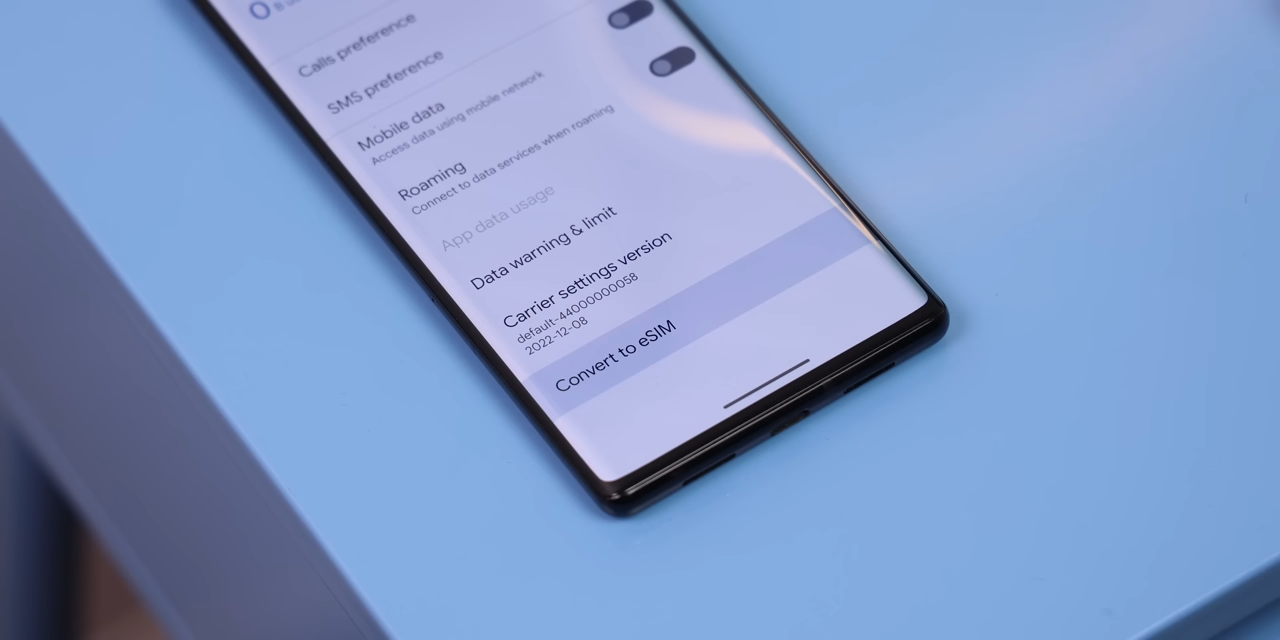 Calls preference
SMS preference
Mobile data
Access data using mobile network
Roaming
Connect to data services when roaming
App data usage
Data warning & limit
Carrier settings version
default-44000000058
2022-12-08
Convert to eSIM